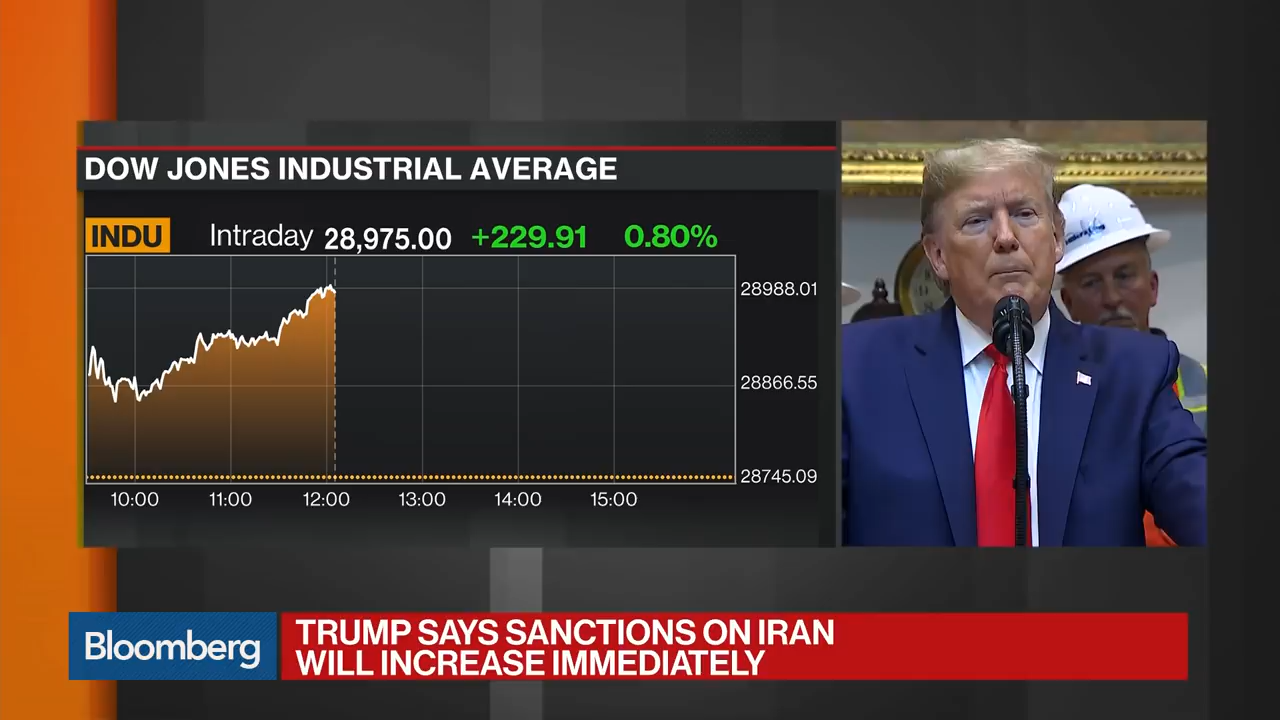 DOW JONES INDUSTRIAL AVERAGE
INDU Intraday 28,975.00 +229.91 0.80%
28988.01
28866.55
28745.09
10:00 11:00 12:00 13:00 14:00 15:00
Bloomberg
TRUMP SAYS SANCTIONS ON IRAN
WILL INCREASE IMMEDIATELY